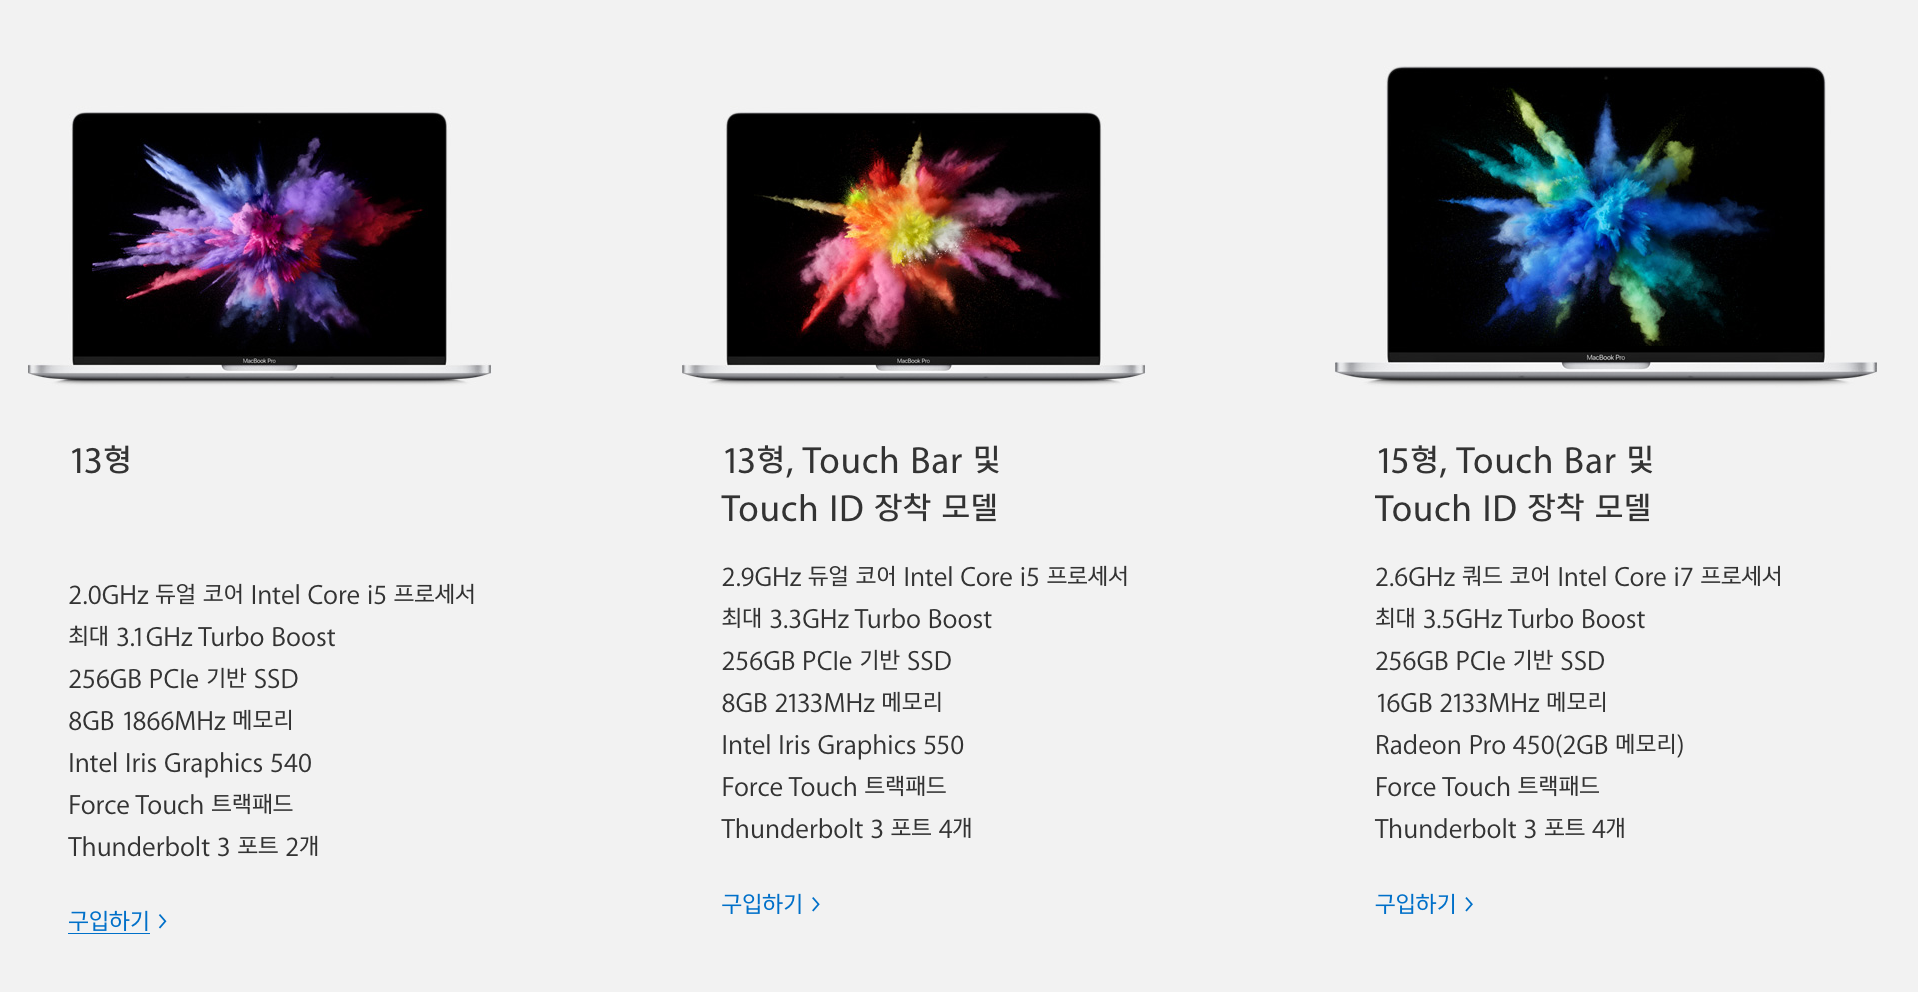 MacBook Pro
13형
2.0GHz 듀얼 코어 Intel Core i5 프로세서
최대 3.1GHz Turbo Boost
256GB PCIe 기반 SSD
8GB 1866MHz 메모리
Intel Iris Graphics 540
Force Touch 트랙패드
Thunderbolt 3 포트 2개
구입하기 >
MacBook Pro
13형, Touch Bar 및
Touch ID 장착 모델
2.9GHz 듀얼 코어 Intel Core i5 프로세서
최대 3.3GHz Turbo Boost
256GB PCIe 기반 SSD
8GB 2133MHz 메모리
Intel Iris Graphics 550
Force Touch 트랙패드
Thunderbolt 3 포트 4개
구입하기 >
MacBook Pro
15형, Touch Bar 및
Touch ID 장착 모델
2.6GHz 쿼드 코어 Intel Core i7 프로세서
최대 3.5GHz Turbo Boost
256GB PCIe 기반 SSD
16GB 2133MHz 메모리
Radeon Pro 450(2GB 메모리)
Force Touch 트랙패드
Thunderbolt 3 포트 4개
구입하기 >